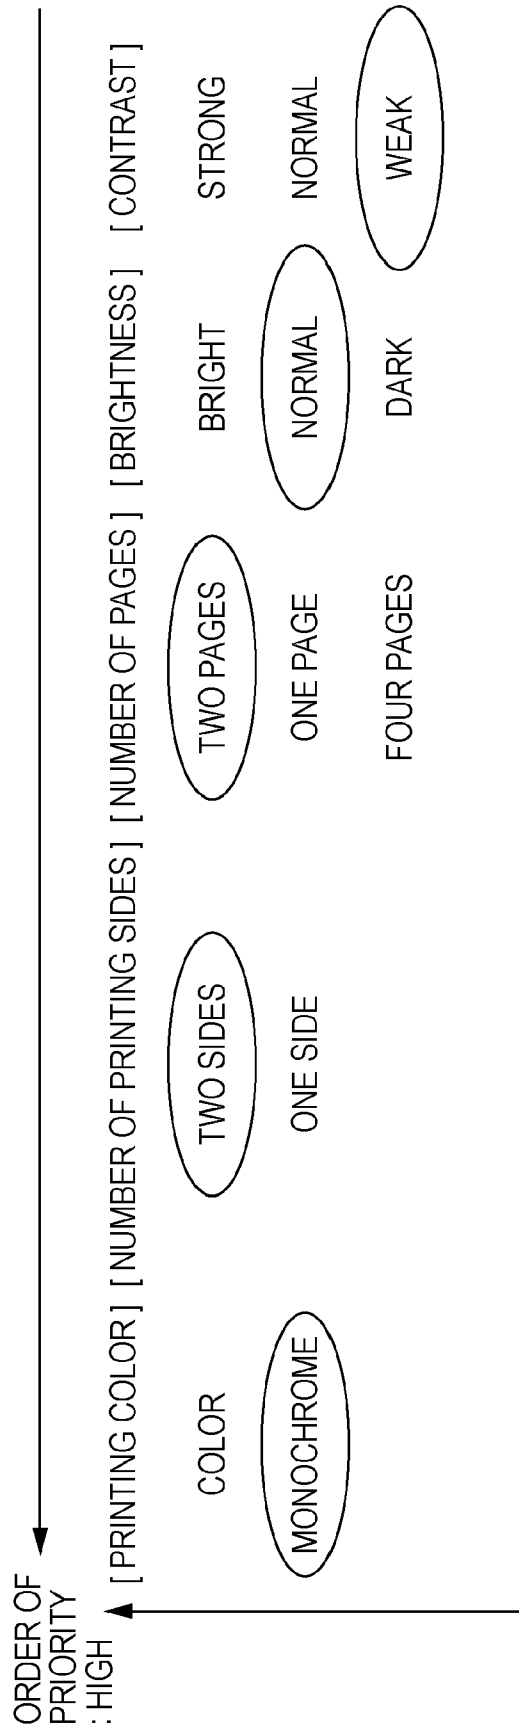 ORDER OF
PRIORITY
: HIGH
[ PRINTING COLOR ] [ NUMBER OF PRINTING SIDES ] [ NUMBER OF PAGES ] [ BRIGHTNESS ] [ CONTRAST ]
COLOR TWO SIDES TWO PAGES BRIGHT STRONG
MONOCHROME ONE SIDE ONE PAGE NORMAL NORMAL
FOUR PAGES DARK WEAK